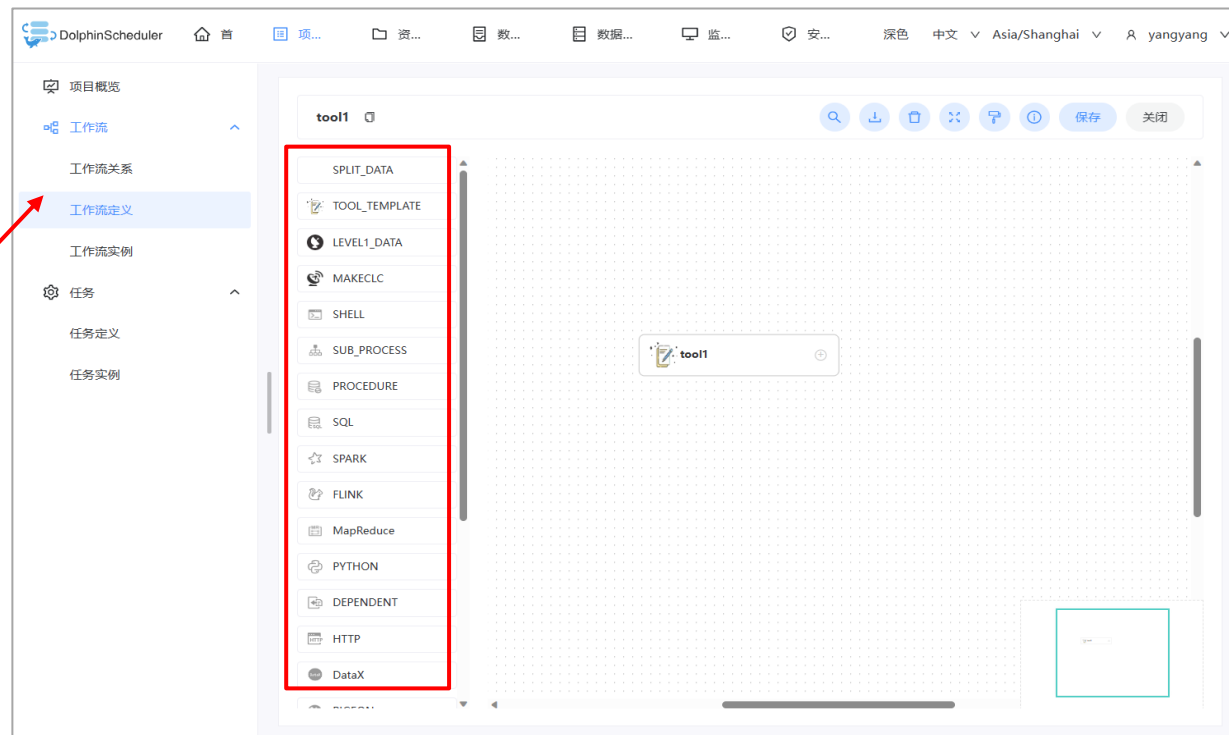 DolphinScheduler 首 项... 资... 数... 数据... 监... 安... 深色 中文 Asia/Shanghai yangyang
项目概览
工作流
工作流关系
工作流定义
工作流实例
任务
任务定义
任务实例
tool1 保存 关闭
SPLIT_DATA
TOOL_TEMPLATE
LEVEL1_DATA
MAKECLC
SHELL
SUB_PROCESS
PROCEDURE
SQL
SPARK
FLINK
MapReduce
PYTHON
DEPENDENT
HTTP
DataX
tool1